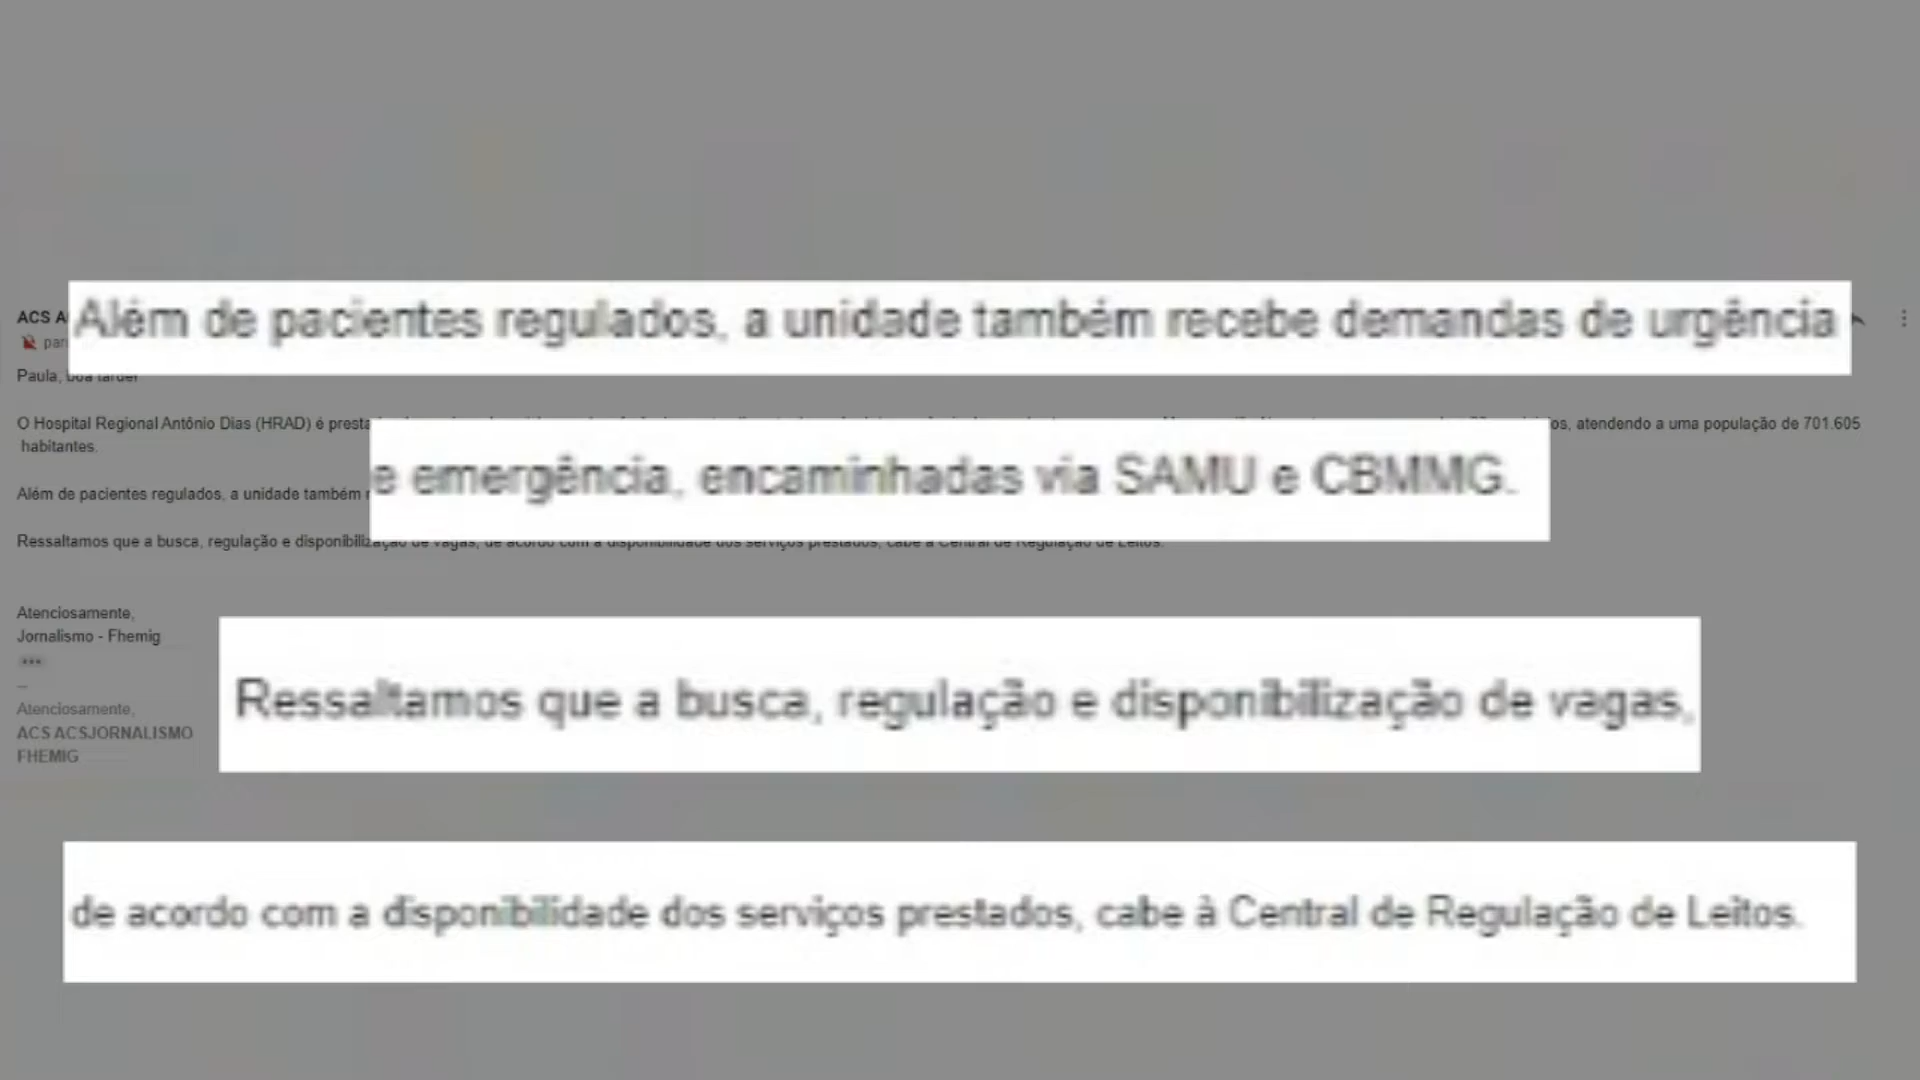 Além de pacientes regulados, a unidade também recebe demandas de urgência
e emergência, encaminhadas via SAMU e CBMMG.
Ressaltamos que a busca, regulação e disponibilização de vagas,
de acordo com a disponibilidade dos serviços prestados, cabe à Central de Regulação de Leitos.
ACS
Paula, boa tarde!
O Hospital Regional Antônio Dias (HRAD) é atendendo a uma população de 701.605
habitantes.
Além de pacientes regulados, a unidade também
Ressaltamos que a busca, regulação e disponibilização de vagas, de acordo com a disponibilidade dos serviços prestados, cabe à Central de Regulação de Leitos.
Atenciosamente,
Jornalismo - Fhemig
--
Atenciosamente,
ACS ACSJORNALISMO
FHEMIG